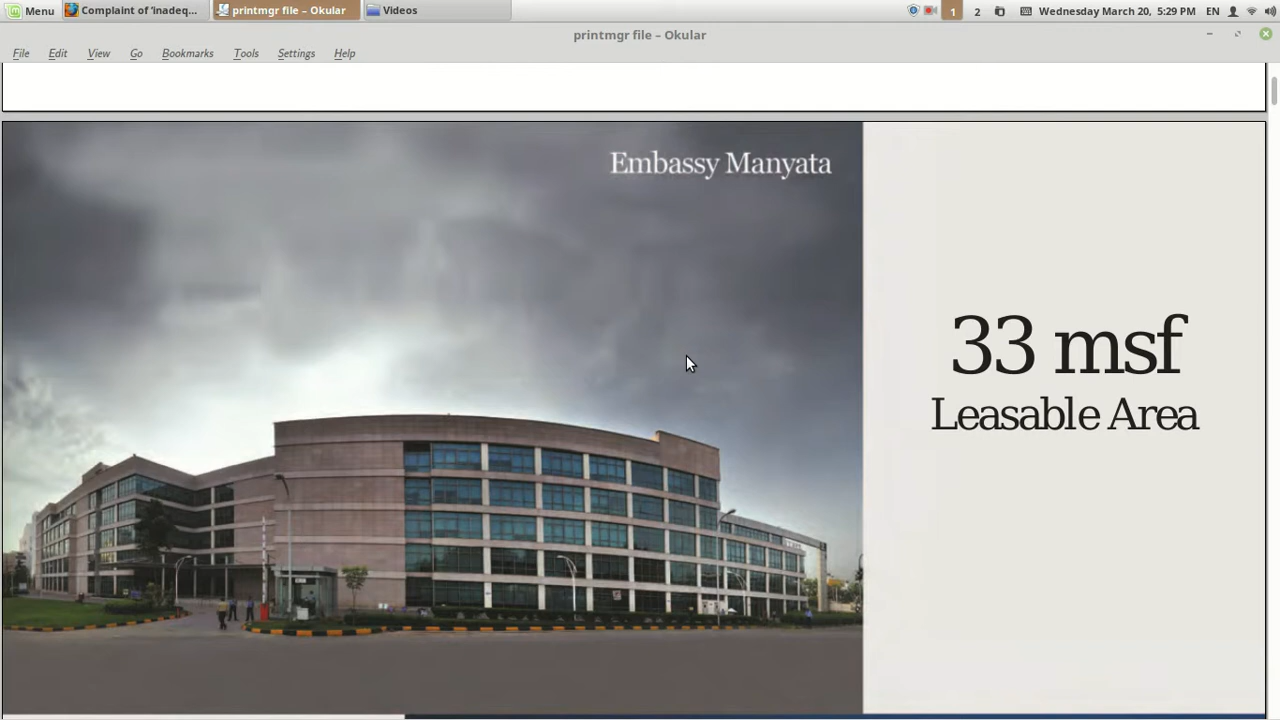 Menu
Complaint of 'inadeq...
printmgr file – Okular
Videos
1
2
Wednesday March 20, 5:29 PM
EN
printmgr file – Okular
File
Edit
View
Go
Bookmarks
Tools
Settings
Help
Embassy Manyata
33 msf
Leasable Area